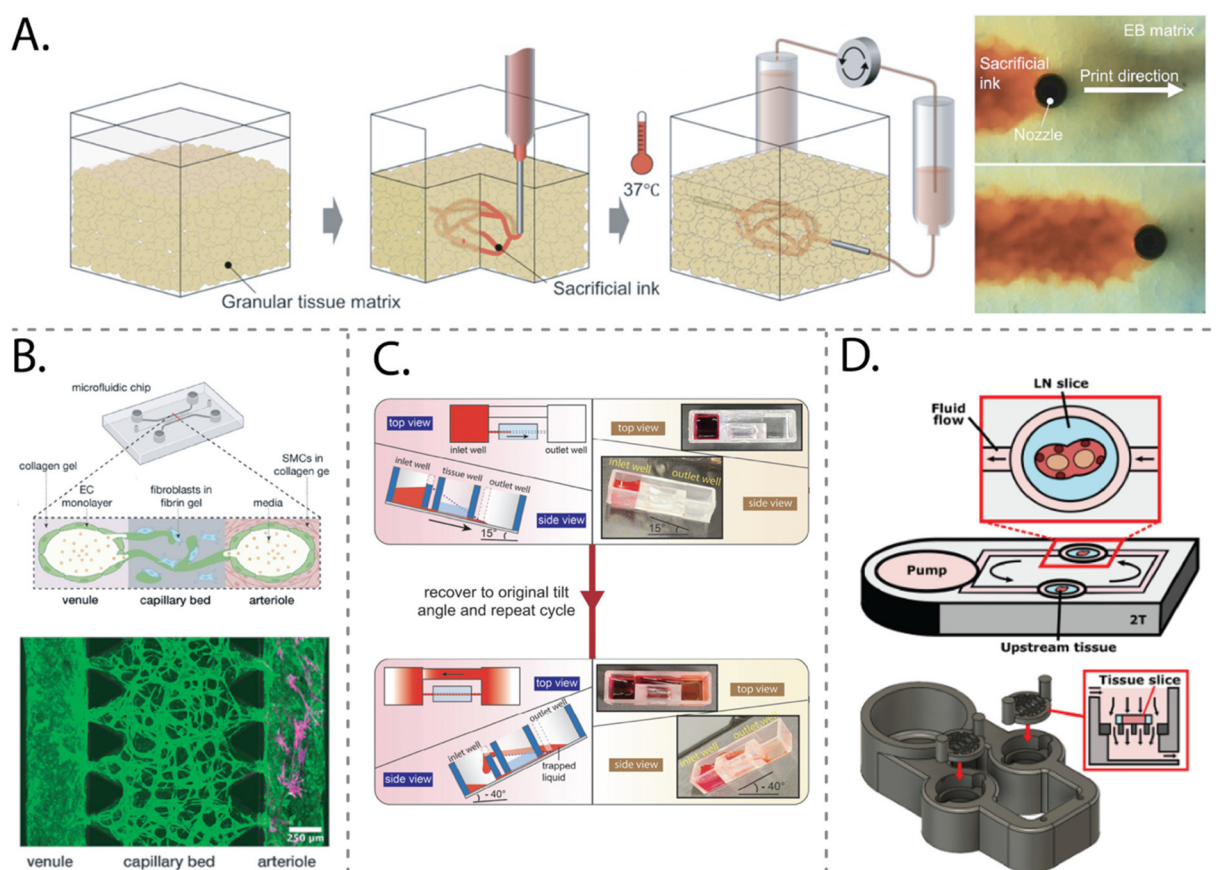 A.
Granular tissue matrix
Sacrificial ink
37°C
EB matrix
Sacrificial
ink
Print direction
Nozzle
B.
microfluidic chip
collagen gel
EC
monolayer
fibroblasts in
fibrin gel
media
SMCs in
collagen ge
venule
capillary bed
arteriole
250 µm
venule
capillary bed
arteriole
C.
top view
inlet well
outlet well
top view
inlet well
tissue well
outlet well
side view
15°
inlet well
outlet well
side view
15°
recover to original tilt
angle and repeat cycle
top view
top view
inlet well
outlet well
trapped
liquid
side view
- 40°
inlet well
outlet well
side view
- 40°
D.
LN slice
Fluid
flow
Pump
2T
Upstream tissue
Tissue slice